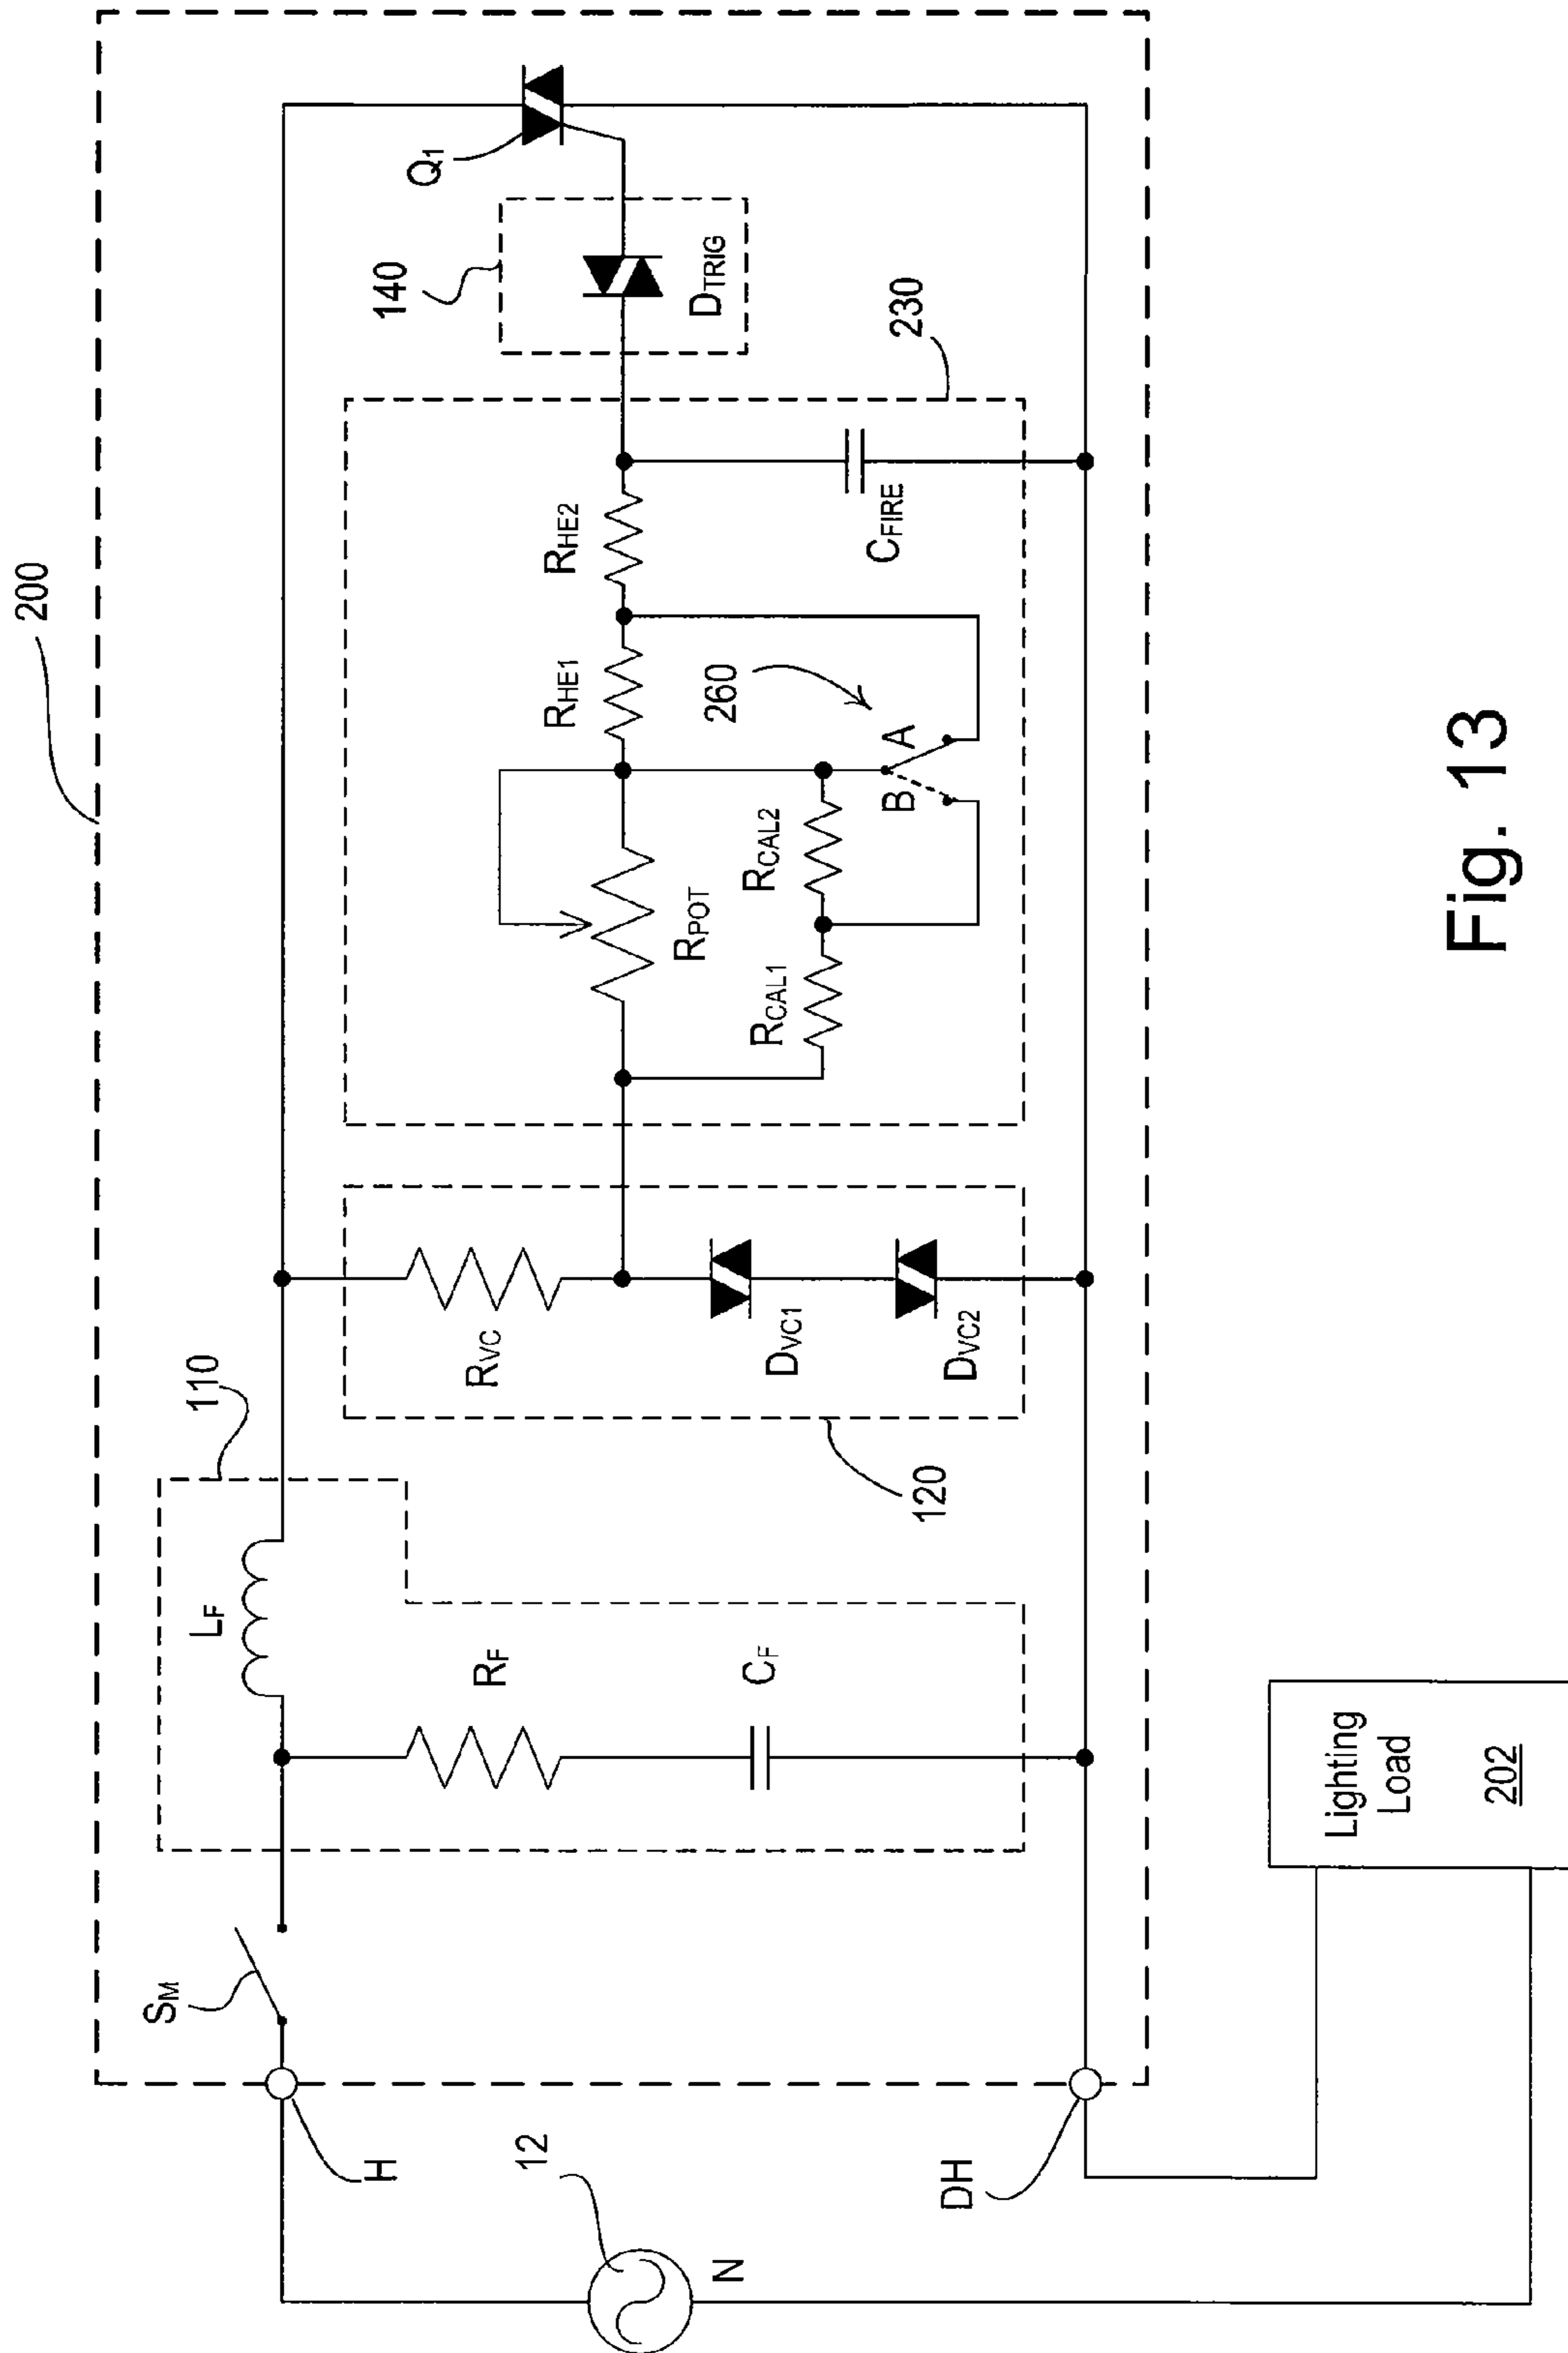 200
110
LF
SM
RF
CF
H
12
N
DH
RVC
DVC1
DVC2
120
RPOT
RCAL1
RCAL2
RHE1
RHE2
260
A
B
CFIRE
230
140
DTRIG
Q1
Lighting
Load
202
Fig. 13